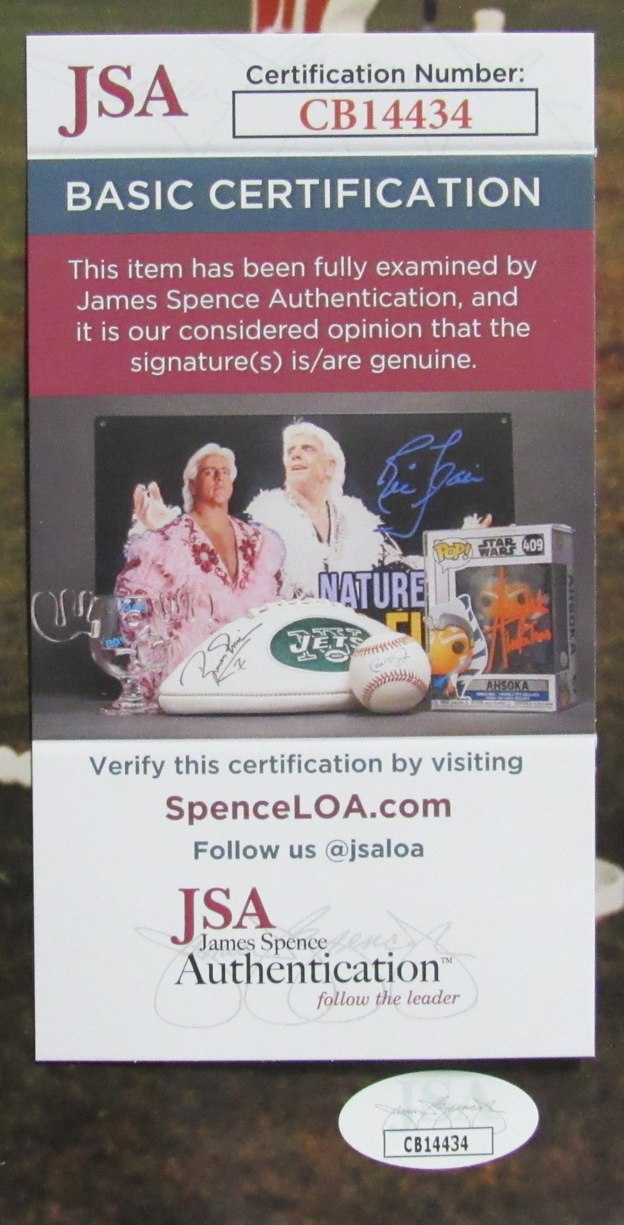 JSA
Certification Number:
CB14434
BASIC CERTIFICATION
This item has been fully examined by
James Spence Authentication, and
it is our considered opinion that the
signature(s) is/are genuine.
NATURE
POP!
STAR
WARS
409
JETS
AHSOKA
AHSOKA
Verify this certification by visiting
SpenceLOA.com
Follow us @jsaloa
JSA
James Spence
Authentication™
follow the leader
JSA
CB14434